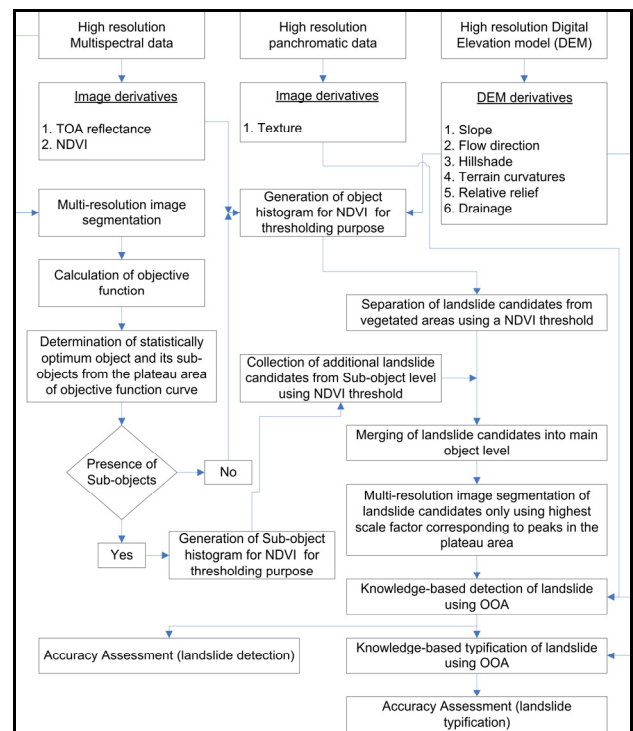 High resolution
Multispectral data
High resolution
panchromatic data
High resolution Digital
Elevation model (DEM)
Image derivatives
1. TOA reflectance
2. NDVI
Image derivatives
1. Texture
DEM derivatives
1. Slope
2. Flow direction
3. Hillshade
4. Terrain curvatures
5. Relative relief
6. Drainage
Multi-resolution image
segmentation
Generation of object
histogram for NDVI for
thresholding purpose
Calculation of objective
function
Separation of landslide candidates from
vegetated areas using a NDVI threshold
Determination of statistically
optimum object and its sub-
objects from the plateau area
of objective function curve
Collection of additional landslide
candidates from Sub-object level
using NDVI threshold
Merging of landslide candidates into main
object level
Presence of
Sub-objects
No
Multi-resolution image segmentation of
landslide candidates only using highest
scale factor corresponding to peaks in the
plateau area
Yes
Generation of Sub-object
histogram for NDVI for
thresholding purpose
Knowledge-based detection of landslide
using OOA
Accuracy Assessment (landslide detection)
Knowledge-based typification of landslide
using OOA
Accuracy Assessment (landslide
typification)